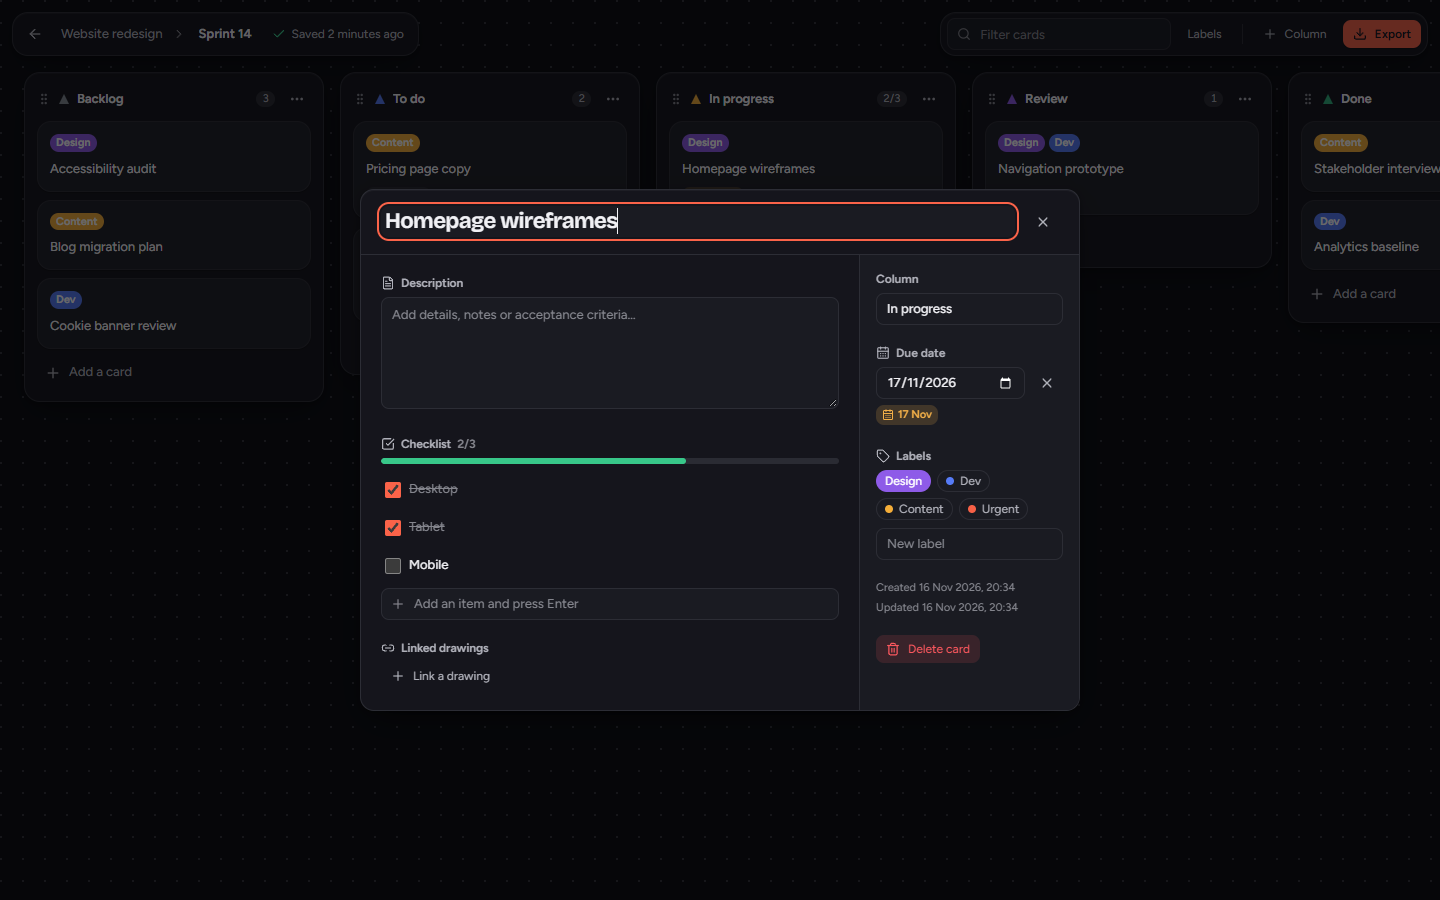 Website redesign
Sprint 14
Saved 2 minutes ago
Filter cards
Labels
Column
Export
Backlog
3
Design
Accessibility audit
Content
Blog migration plan
Dev
Cookie banner review
Add a card
To do
2
Content
Pricing page copy
In progress
2/3
Design
Homepage wireframes
Review
1
Design Dev
Navigation prototype
Done
Content
Stakeholder interview
Dev
Analytics baseline
Add a card
Homepage wireframes
Description
Add details, notes or acceptance criteria...
Checklist 2/3
Desktop
Tablet
Mobile
Add an item and press Enter
Linked drawings
Link a drawing
Column
In progress
Due date
17/11/2026
17 Nov
Labels
Design Dev
Content Urgent
New label
Created 16 Nov 2026, 20:34
Updated 16 Nov 2026, 20:34
Delete card